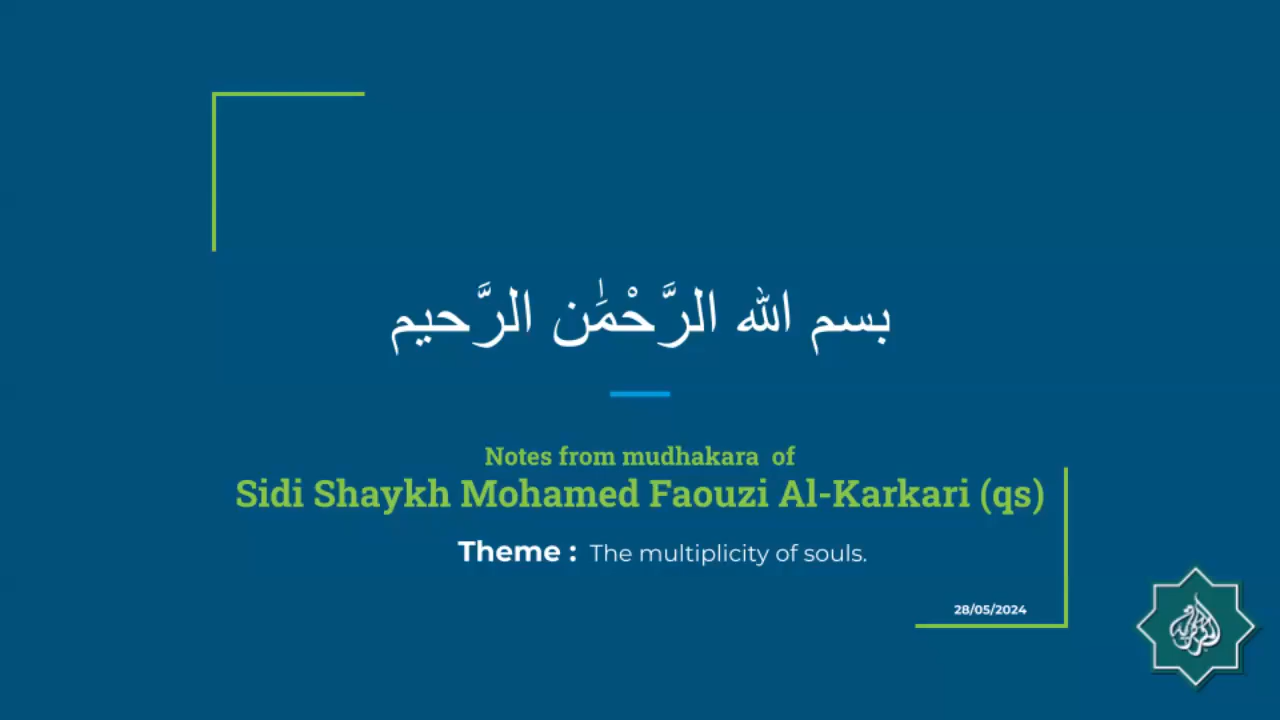 بسم الله الرَّحْمَٰن الرَّحيم
Notes from mudhakara of
Sidi Shaykh Mohamed Faouzi Al-Karkari (qs)
Theme : The multiplicity of souls.
28/05/2024